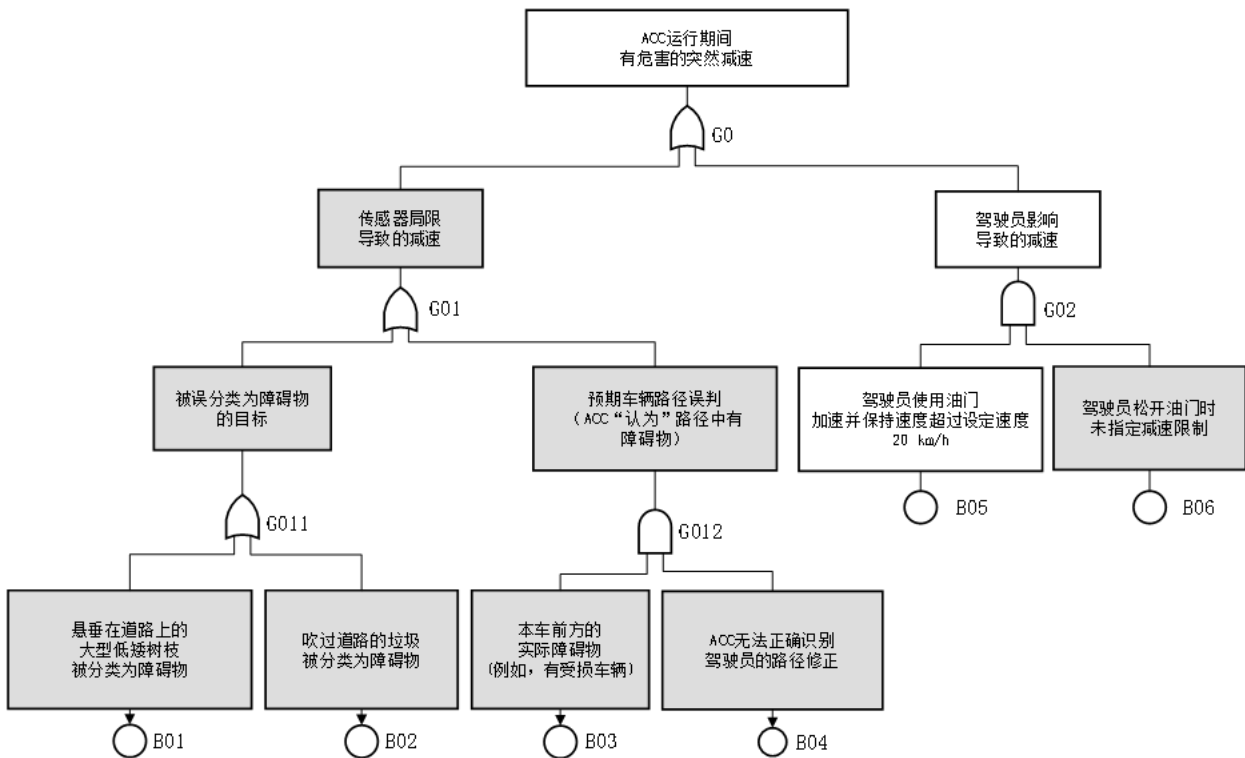 ACC运行期间
有危害的突然减速
G0
传感器局限
导致的减速
驾驶员影响
导致的减速
G01
G02
被误分类为障碍物
的目标
预期车辆路径误判
(ACC“认为”路径中有
障碍物)
驾驶员使用油门
加速并保持速度超过设定速度
20 km/h
驾驶员松开油门时
未指定减速限制
B05
B06
G011
G012
悬垂在道路上的
大型低矮树枝
被分类为障碍物
吹过道路的垃圾
被分类为障碍物
本车前方的
实际障碍物
(例如，有受损车辆)
ACC无法正确识别
驾驶员的路径修正
B01
B02
B03
B04